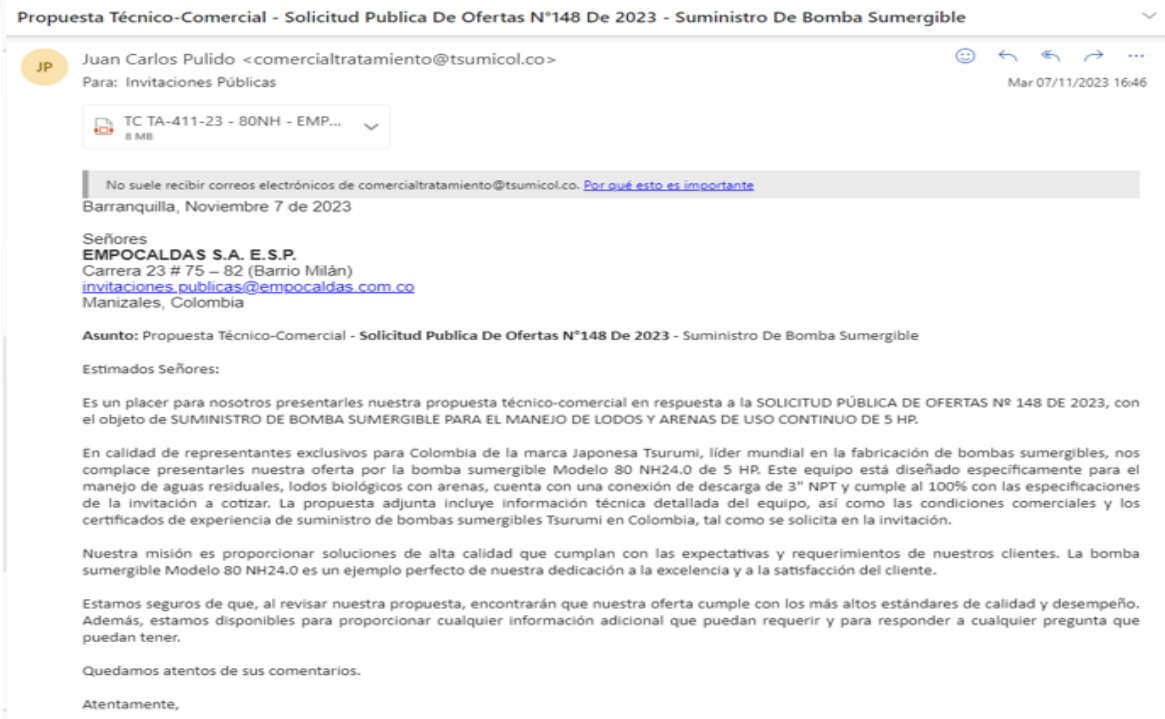 Propuesta Técnico-Comercial - Solicitud Publica De Ofertas N°148 De 2023 - Suministro De Bomba Sumergible
JP
Juan Carlos Pulido <comercialtratamiento@tsumicol.co>
Para: Invitaciones Públicas
Mar 07/11/2023 16:46
TC TA-411-23 - 80NH - EMP...
8 MB
No suele recibir correos electrónicos de comercialtratamiento@tsumicol.co. Por qué esto es importante
Barranquilla, Noviembre 7 de 2023
Señores
EMPOCALDAS S.A. E.S.P.
Carrera 23 # 75 – 82 (Barrio Milán)
invitaciones.publicas@empocaldas.com.co
Manizales, Colombia
Asunto: Propuesta Técnico-Comercial - Solicitud Publica De Ofertas N°148 De 2023 - Suministro De Bomba Sumergible
Estimados Señores:
Es un placer para nosotros presentarles nuestra propuesta técnico-comercial en respuesta a la SOLICITUD PÚBLICA DE OFERTAS Nº 148 DE 2023, con
el objeto de SUMINISTRO DE BOMBA SUMERGIBLE PARA EL MANEJO DE LODOS Y ARENAS DE USO CONTINUO DE 5 HP.
En calidad de representantes exclusivos para Colombia de la marca Japonesa Tsurumi, líder mundial en la fabricación de bombas sumergibles, nos
complace presentarles nuestra oferta por la bomba sumergible Modelo 80 NH24.0 de 5 HP. Este equipo está diseñado específicamente para el
manejo de aguas residuales, lodos biológicos con arenas, cuenta con una conexión de descarga de 3" NPT y cumple al 100% con las especificaciones
de la invitación a cotizar. La propuesta adjunta incluye información técnica detallada del equipo, así como las condiciones comerciales y los
certificados de experiencia de suministro de bombas sumergibles Tsurumi en Colombia, tal como se solicita en la invitación.
Nuestra misión es proporcionar soluciones de alta calidad que cumplan con las expectativas y requerimientos de nuestros clientes. La bomba
sumergible Modelo 80 NH24.0 es un ejemplo perfecto de nuestra dedicación a la excelencia y a la satisfacción del cliente.
Estamos seguros de que, al revisar nuestra propuesta, encontrarán que nuestra oferta cumple con los más altos estándares de calidad y desempeño.
Además, estamos disponibles para proporcionar cualquier información adicional que puedan requerir y para responder a cualquier pregunta que
puedan tener.
Quedamos atentos de sus comentarios.
Atentamente,